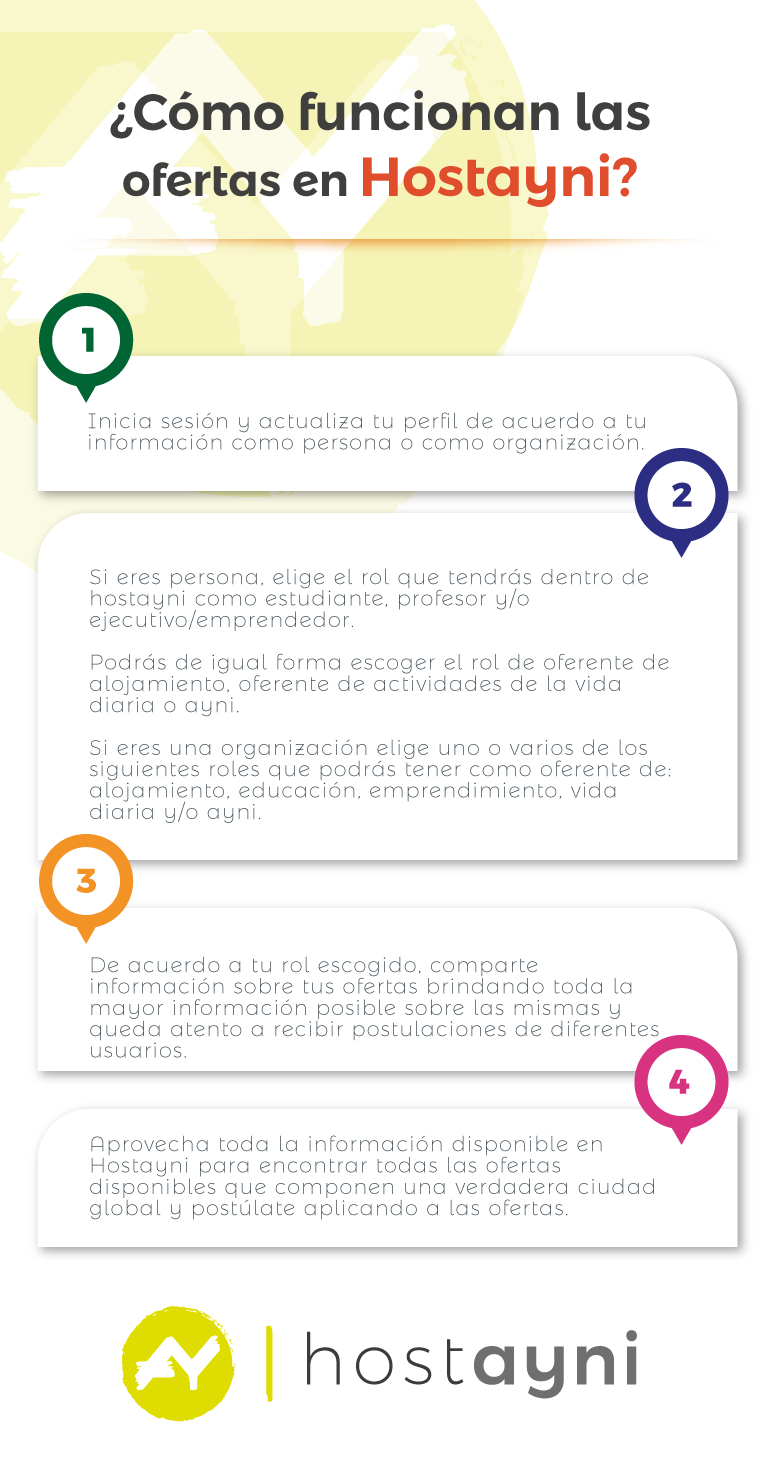 ¿Cómo funcionan las
ofertas en Hostayni?
1
Inicia sesión y actualiza tu perfil de acuerdo a tu
información como persona o como organización.
2
Si eres persona, elige el rol que tendrás dentro de
hostayni como estudiante, profesor y/o
ejecutivo/emprendedor.
Podrás de igual forma escoger el rol de oferente de
alojamiento, oferente de actividades de la vida
diaria o ayni.
Si eres una organización elige uno o varios de los
siguientes roles que podrás tener como oferente de:
alojamiento, educación, emprendimiento, vida
diaria y/o ayni.
3
De acuerdo a tu rol escogido, comparte
información sobre tus ofertas brindando toda la
mayor información posible sobre las mismas y
queda atento a recibir postulaciones de diferentes
usuarios.
4
Aprovecha toda la información disponible en
Hostayni para encontrar todas las ofertas
disponibles que componen una verdadera ciudad
global y postúlate aplicando a las ofertas.
AY | hostayni